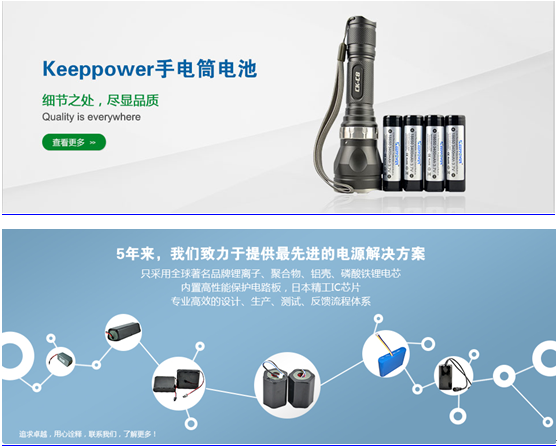 Keeppower手电筒电池
细节之处，尽显品质
Quality is everywhere
查看更多 >>
CK-CB
Keeppower
Keeppower
Keeppower
5年来，我们致力于提供最先进的电源解决方案
只采用全球著名品牌锂离子、聚合物、铝壳、磷酸铁锂电芯
内置高性能保护电路板，日本精工IC芯片
专业高效的设计、生产、测试、反馈流程体系
追求卓越，用心诠释，联系我们，了解更多！